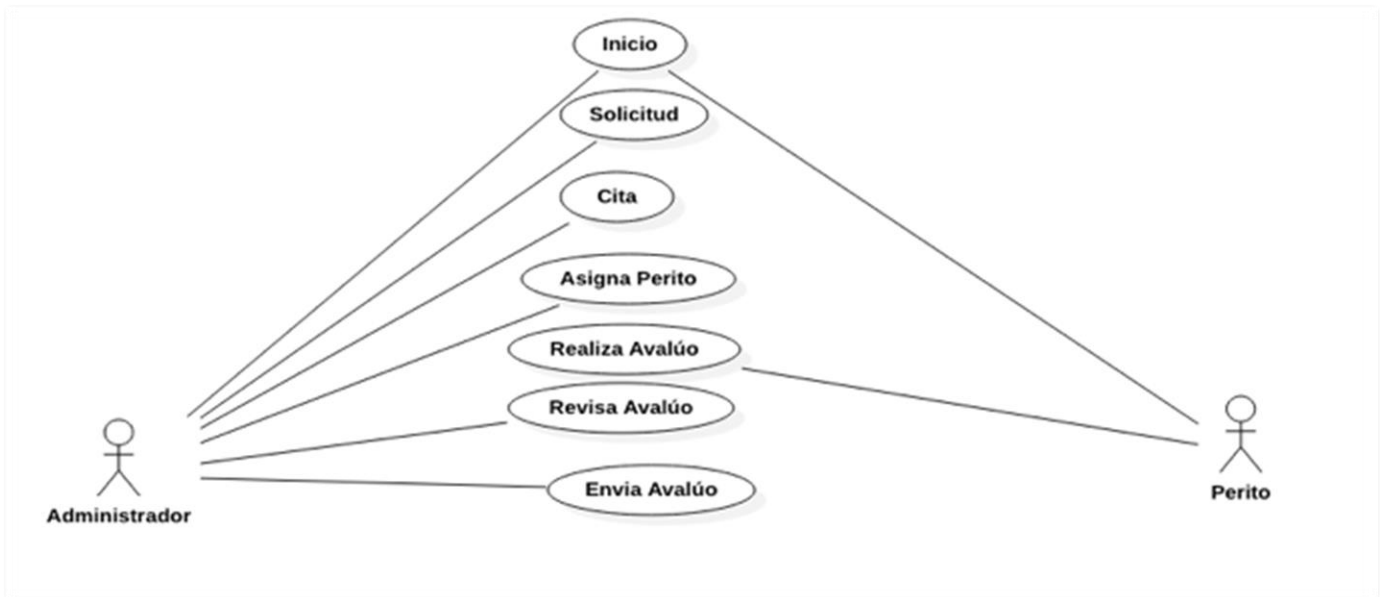 Inicio
Solicitud
Cita
Asigna Perito
Realiza Avalúo
Revisa Avalúo
Envia Avalúo
Administrador
Perito